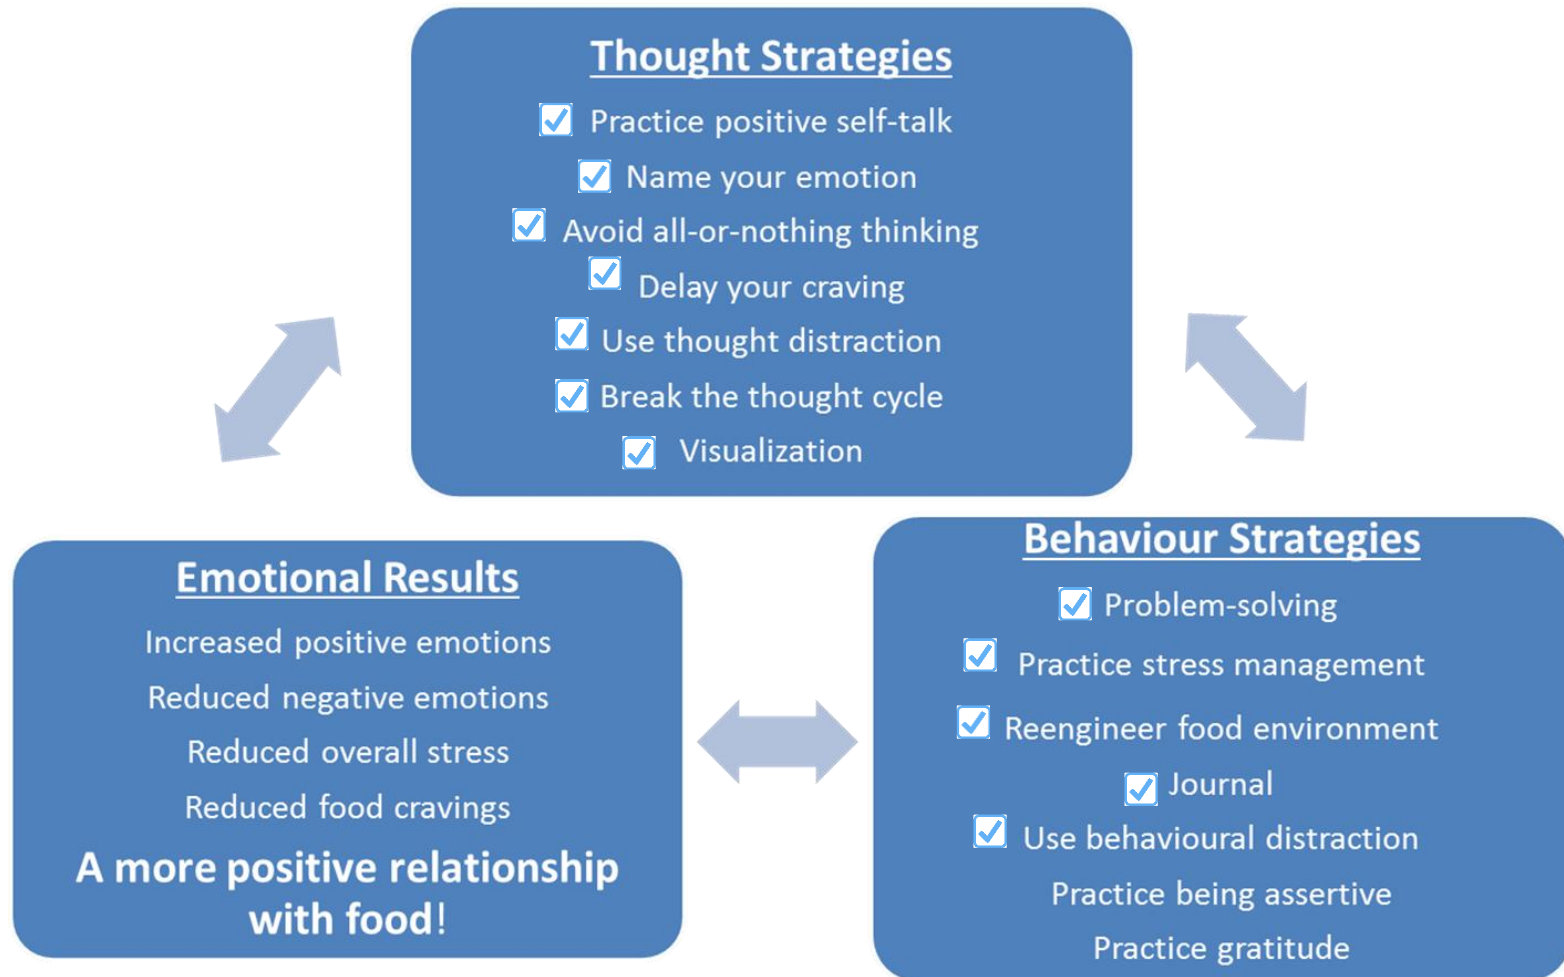 Thought Strategies
Practice positive self-talk
Name your emotion
Avoid all-or-nothing thinking
Delay your craving
Use thought distraction
Break the thought cycle
Visualization
Emotional Results
Increased positive emotions
Reduced negative emotions
Reduced overall stress
Reduced food cravings
A more positive relationship
with food!
Behaviour Strategies
Problem-solving
Practice stress management
Reengineer food environment
Journal
Use behavioural distraction
Practice being assertive
Practice gratitude